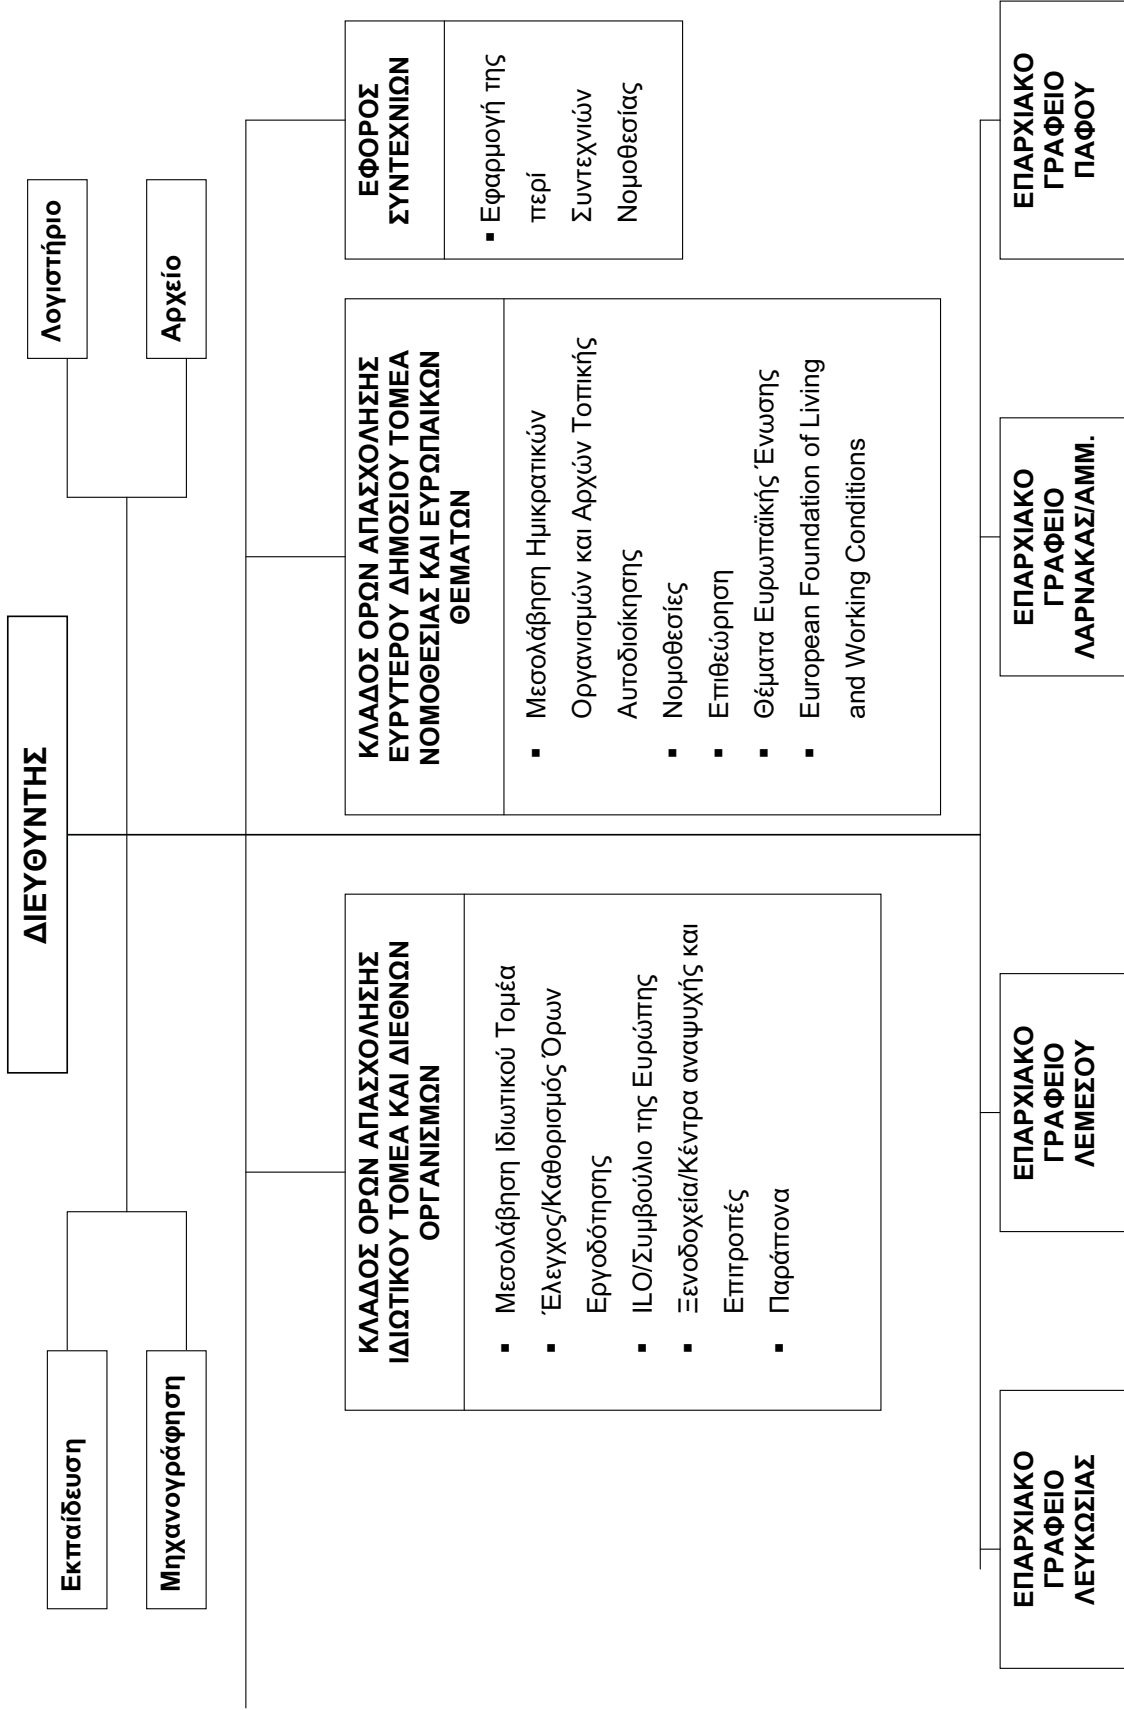 ΔΙΕΥΘΥΝΤΗΣ
Εκπαίδευση
Μηχανογράφηση
Λογιστήριο
Αρχείο
ΚΛΑΔΟΣ ΟΡΩΝ ΑΠΑΣΧΟΛΗΣΗΣ
ΙΔΙΩΤΙΚΟΥ ΤΟΜΕΑ ΚΑΙ ΔΙΕΘΝΩΝ
ΟΡΓΑΝΙΣΜΩΝ
▪ Μεσολάβηση Ιδιωτικού Τομέα
▪ Έλεγχος/Καθορισμός Όρων
Εργοδότησης
▪ ILO/Συμβούλιο της Ευρώπης
▪ Ξενοδοχεία/Κέντρα αναψυχής και
Επιτροπές
▪ Παράπονα
ΚΛΑΔΟΣ ΟΡΩΝ ΑΠΑΣΧΟΛΗΣΗΣ
ΕΥΡΥΤΕΡΟΥ ΔΗΜΟΣΙΟΥ ΤΟΜΕΑ
ΝΟΜΟΘΕΣΙΑΣ ΚΑΙ ΕΥΡΩΠΑΙΚΩΝ
ΘΕΜΑΤΩΝ
▪ Μεσολάβηση Ημικρατικών
Οργανισμών και Αρχών Τοπικής
Αυτοδιοίκησης
▪ Νομοθεσίες
▪ Επιθεώρηση
▪ Θέματα Ευρωπαϊκής Ένωσης
▪ European Foundation of Living
and Working Conditions
ΕΦΟΡΟΣ
ΣΥΝΤΕΧΝΙΩΝ
▪ Εφαρμογή της
περί
Συντεχνιών
Νομοθεσίας
ΕΠΑΡΧΙΑΚΟ
ΓΡΑΦΕΙΟ
ΛΕΥΚΩΣΙΑΣ
ΕΠΑΡΧΙΑΚΟ
ΓΡΑΦΕΙΟ
ΛΕΜΕΣΟΥ
ΕΠΑΡΧΙΑΚΟ
ΓΡΑΦΕΙΟ
ΛΑΡΝΑΚΑΣ/ΑΜΜ.
ΕΠΑΡΧΙΑΚΟ
ΓΡΑΦΕΙΟ
ΠΑΦΟΥ